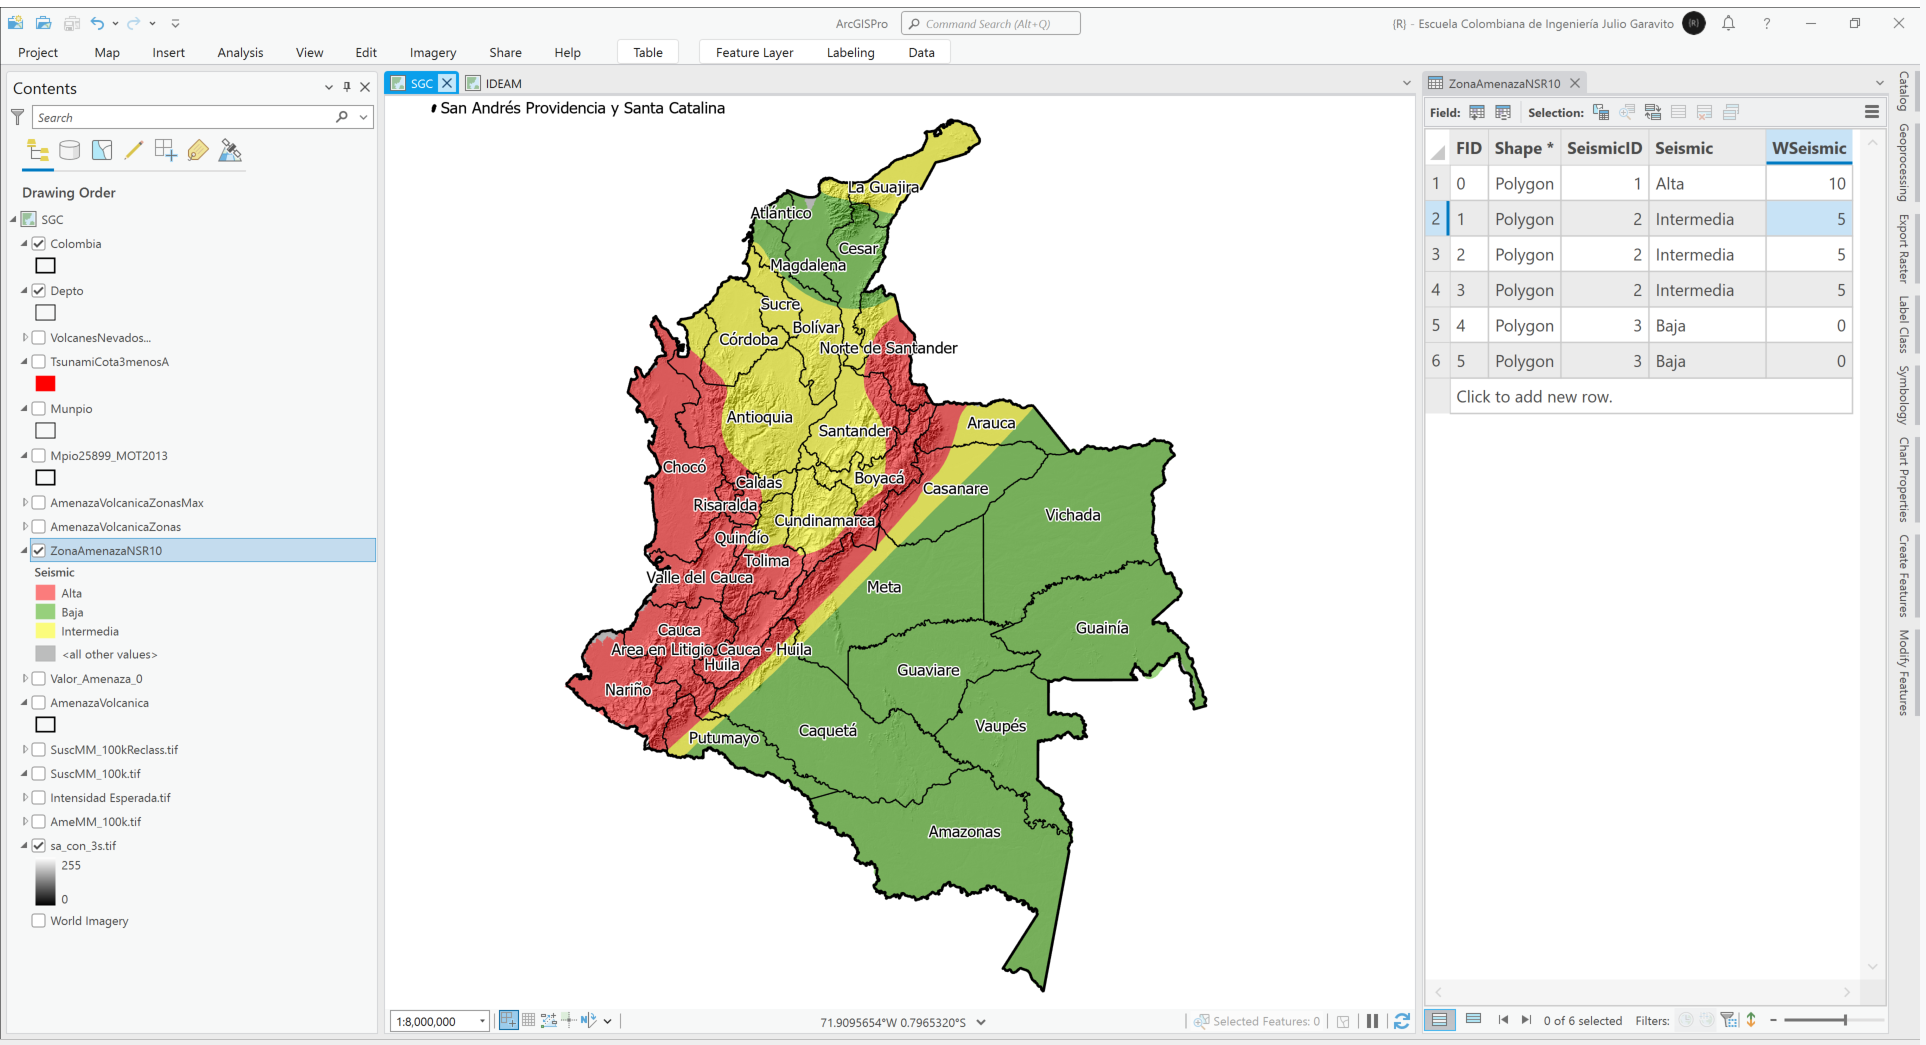 ArcGISPro
Command Search (Alt+Q)
(R) - Escuela Colombiana de Ingeniería Julio Garavito
(R)
?
Project Map Insert Analysis View Edit Imagery Share Help Table Feature Layer Labeling Data
Contents
Search
Drawing Order
SGC
Colombia
Depto
VolcanesNevados...
TsunamiCota3menosA
Munpio
Mpio25899_MOT2013
AmenazaVolcanicaZonasMax
AmenazaVolcanicaZonas
ZonaAmenazaNSR10
Seismic
Alta
Baja
Intermedia
<all other values>
Valor_Amenaza_0
AmenazaVolcanica
SuscMM_100kReclass.tif
SuscMM_100k.tif
Intensidad Esperada.tif
AmeMM_100k.tif
sa_con_3s.tif
255
0
World Imagery
SGC
IDEAM
San Andrés Providencia y Santa Catalina
La Guajira
Atlántico
Cesar
Magdalena
Sucre
Bolívar
Córdoba
Norte de Santander
Antioquia
Arauca
Santander
Chocó
Boyacá
Caldas
Casanare
Risaralda
Vichada
Cundinamarca
Quindío
Tolima
Valle del Cauca
Meta
Cauca
Guainía
Area en Litigio Cauca - Huila
Huila
Guaviare
Nariño
Vaupés
Caquetá
Putumayo
Amazonas
1:8,000,000
N
71.9095654°W 0.7965320°S
Selected Features: 0
ZonaAmenazaNSR10
Field:
Selection:
FID Shape * SeismicID Seismic WSeismic
1 0 Polygon 1 Alta 10
2 1 Polygon 2 Intermedia 5
3 2 Polygon 2 Intermedia 5
4 3 Polygon 2 Intermedia 5
5 4 Polygon 3 Baja 0
6 5 Polygon 3 Baja 0
Click to add new row.
0 of 6 selected
Filters:
Catalog
Geoprocessing
Export Raster
Label Class
Symbology
Chart Properties
Create Features
Modify Features